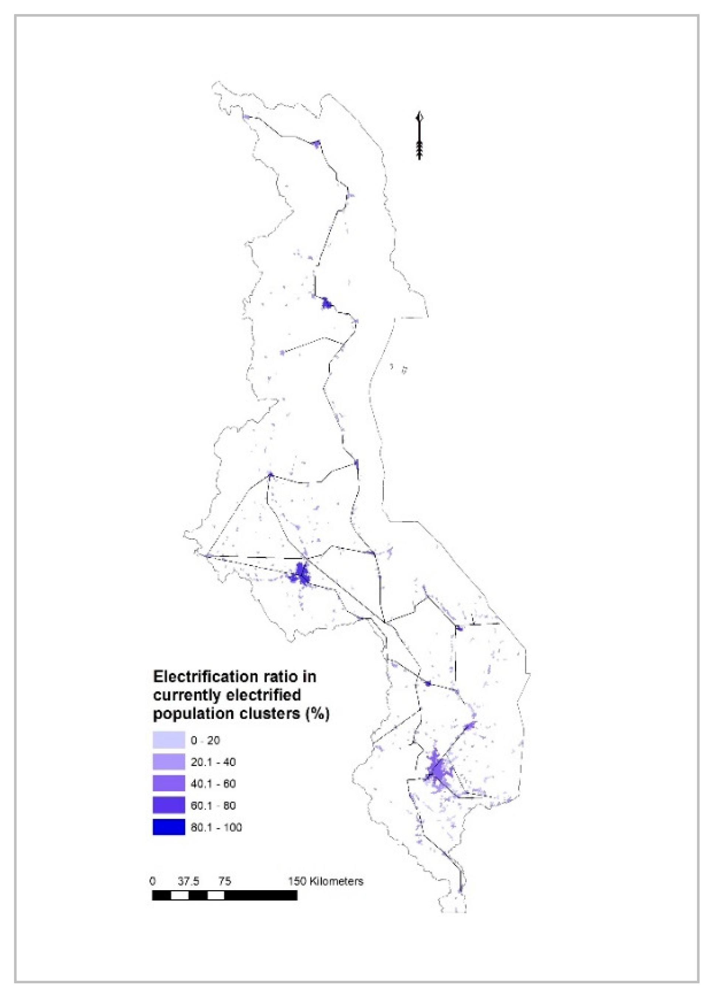 Electrification ratio in
currently electrified
population clusters (%)
0 - 20
20.1 - 40
40.1 - 60
60.1 - 80
80.1 - 100
0 37.5 75 150 Kilometers